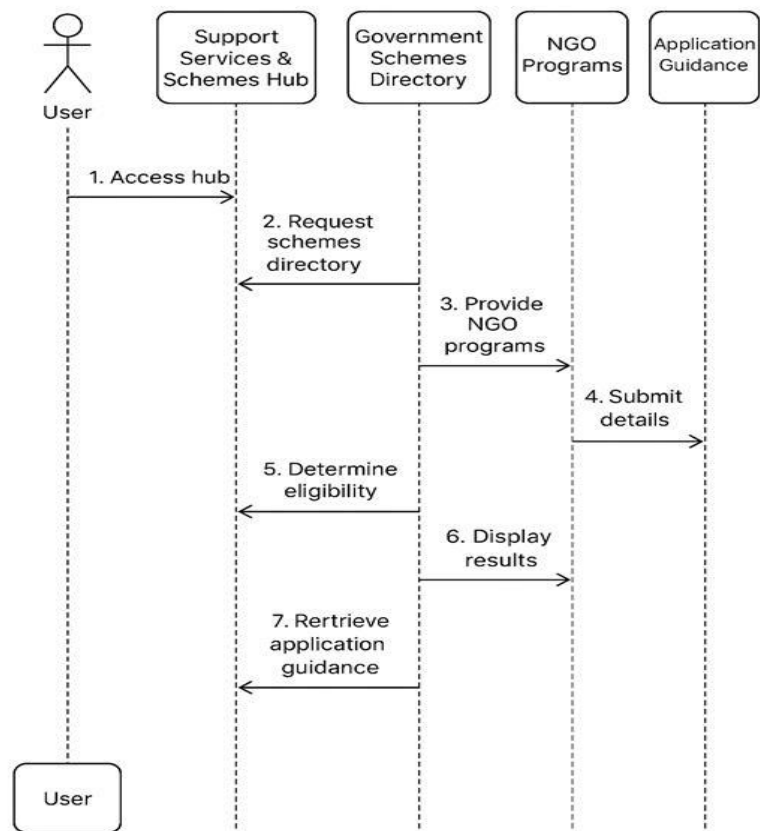 User
Support
Services &
Schemes Hub
Government
Schemes
Directory
NGO
Programs
Application
Guidance
1. Access hub
2. Request
schemes
directory
3. Provide
NGO
programs
4. Submit
details
5. Determine
eligibility
6. Display
results
7. Rertrieve
application
guidance
User